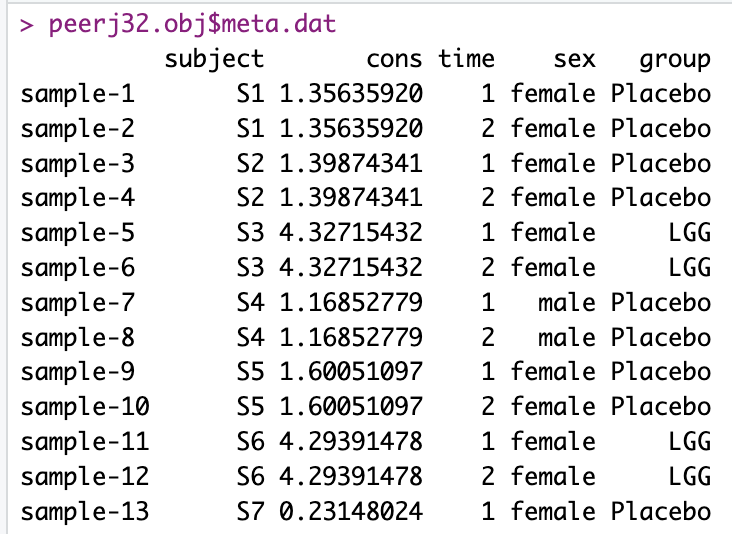 > peerj32.obj$meta.dat
subject cons time sex group
sample-1 S1 1.35635920 1 female Placebo
sample-2 S1 1.35635920 2 female Placebo
sample-3 S2 1.39874341 1 female Placebo
sample-4 S2 1.39874341 2 female Placebo
sample-5 S3 4.32715432 1 female LGG
sample-6 S3 4.32715432 2 female LGG
sample-7 S4 1.16852779 1 male Placebo
sample-8 S4 1.16852779 2 male Placebo
sample-9 S5 1.60051097 1 female Placebo
sample-10 S5 1.60051097 2 female Placebo
sample-11 S6 4.29391478 1 female LGG
sample-12 S6 4.29391478 2 female LGG
sample-13 S7 0.23148024 1 female Placebo